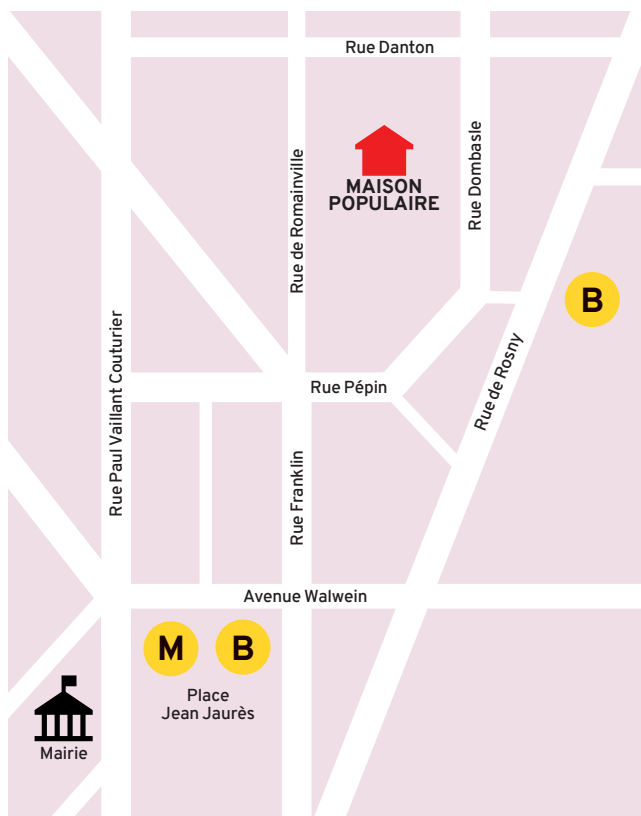 Rue Danton
MAISON
POPULAIRE
Rue de Romainville
Rue Dombasle
B
Rue de Rosny
Rue Paul Vaillant Couturier
Rue Pépin
Rue Franklin
Avenue Walwein
M
B
Place
Jean Jaurès
Mairie